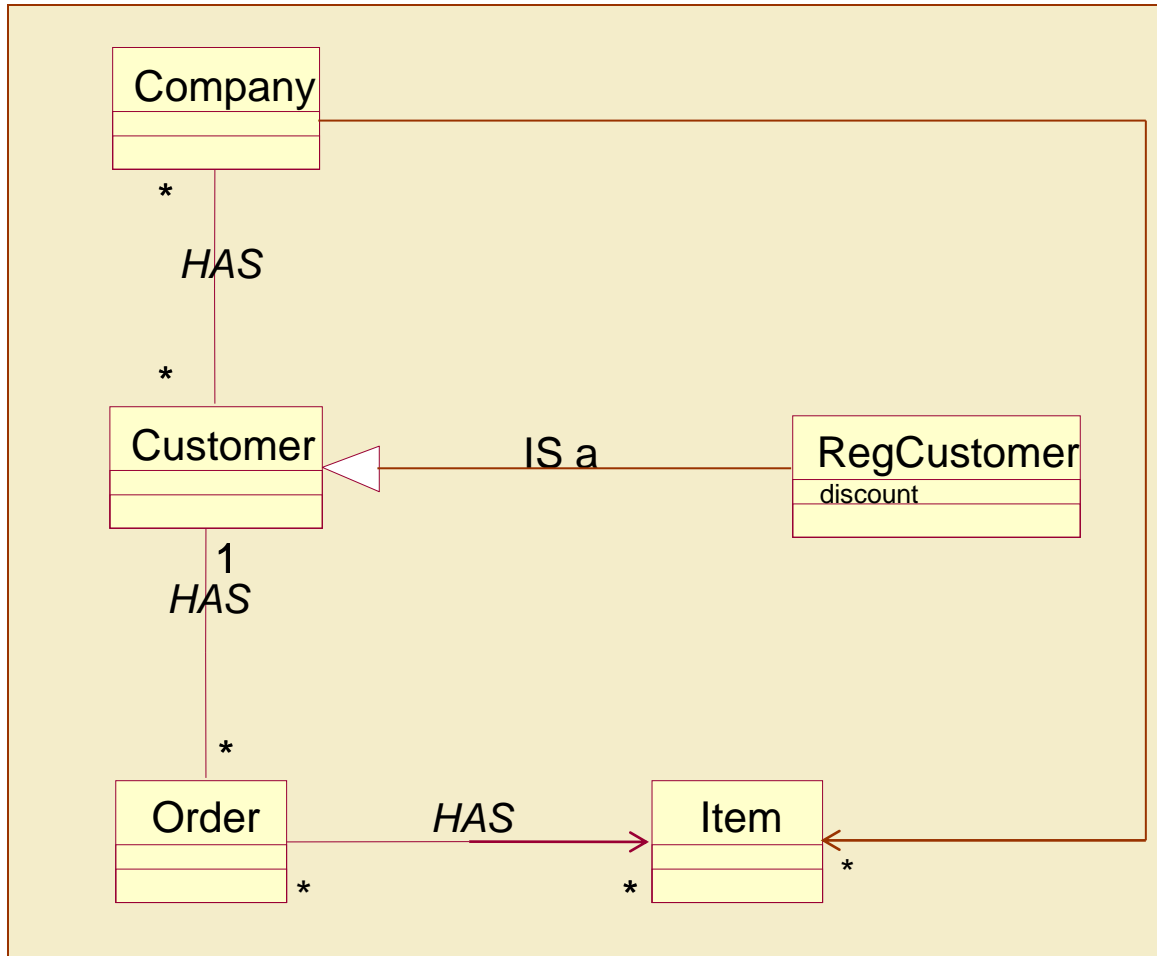 Company
*
HAS
*
Customer
IS a
RegCustomer
discount
1
HAS
*
Order
HAS
Item
*
*
*